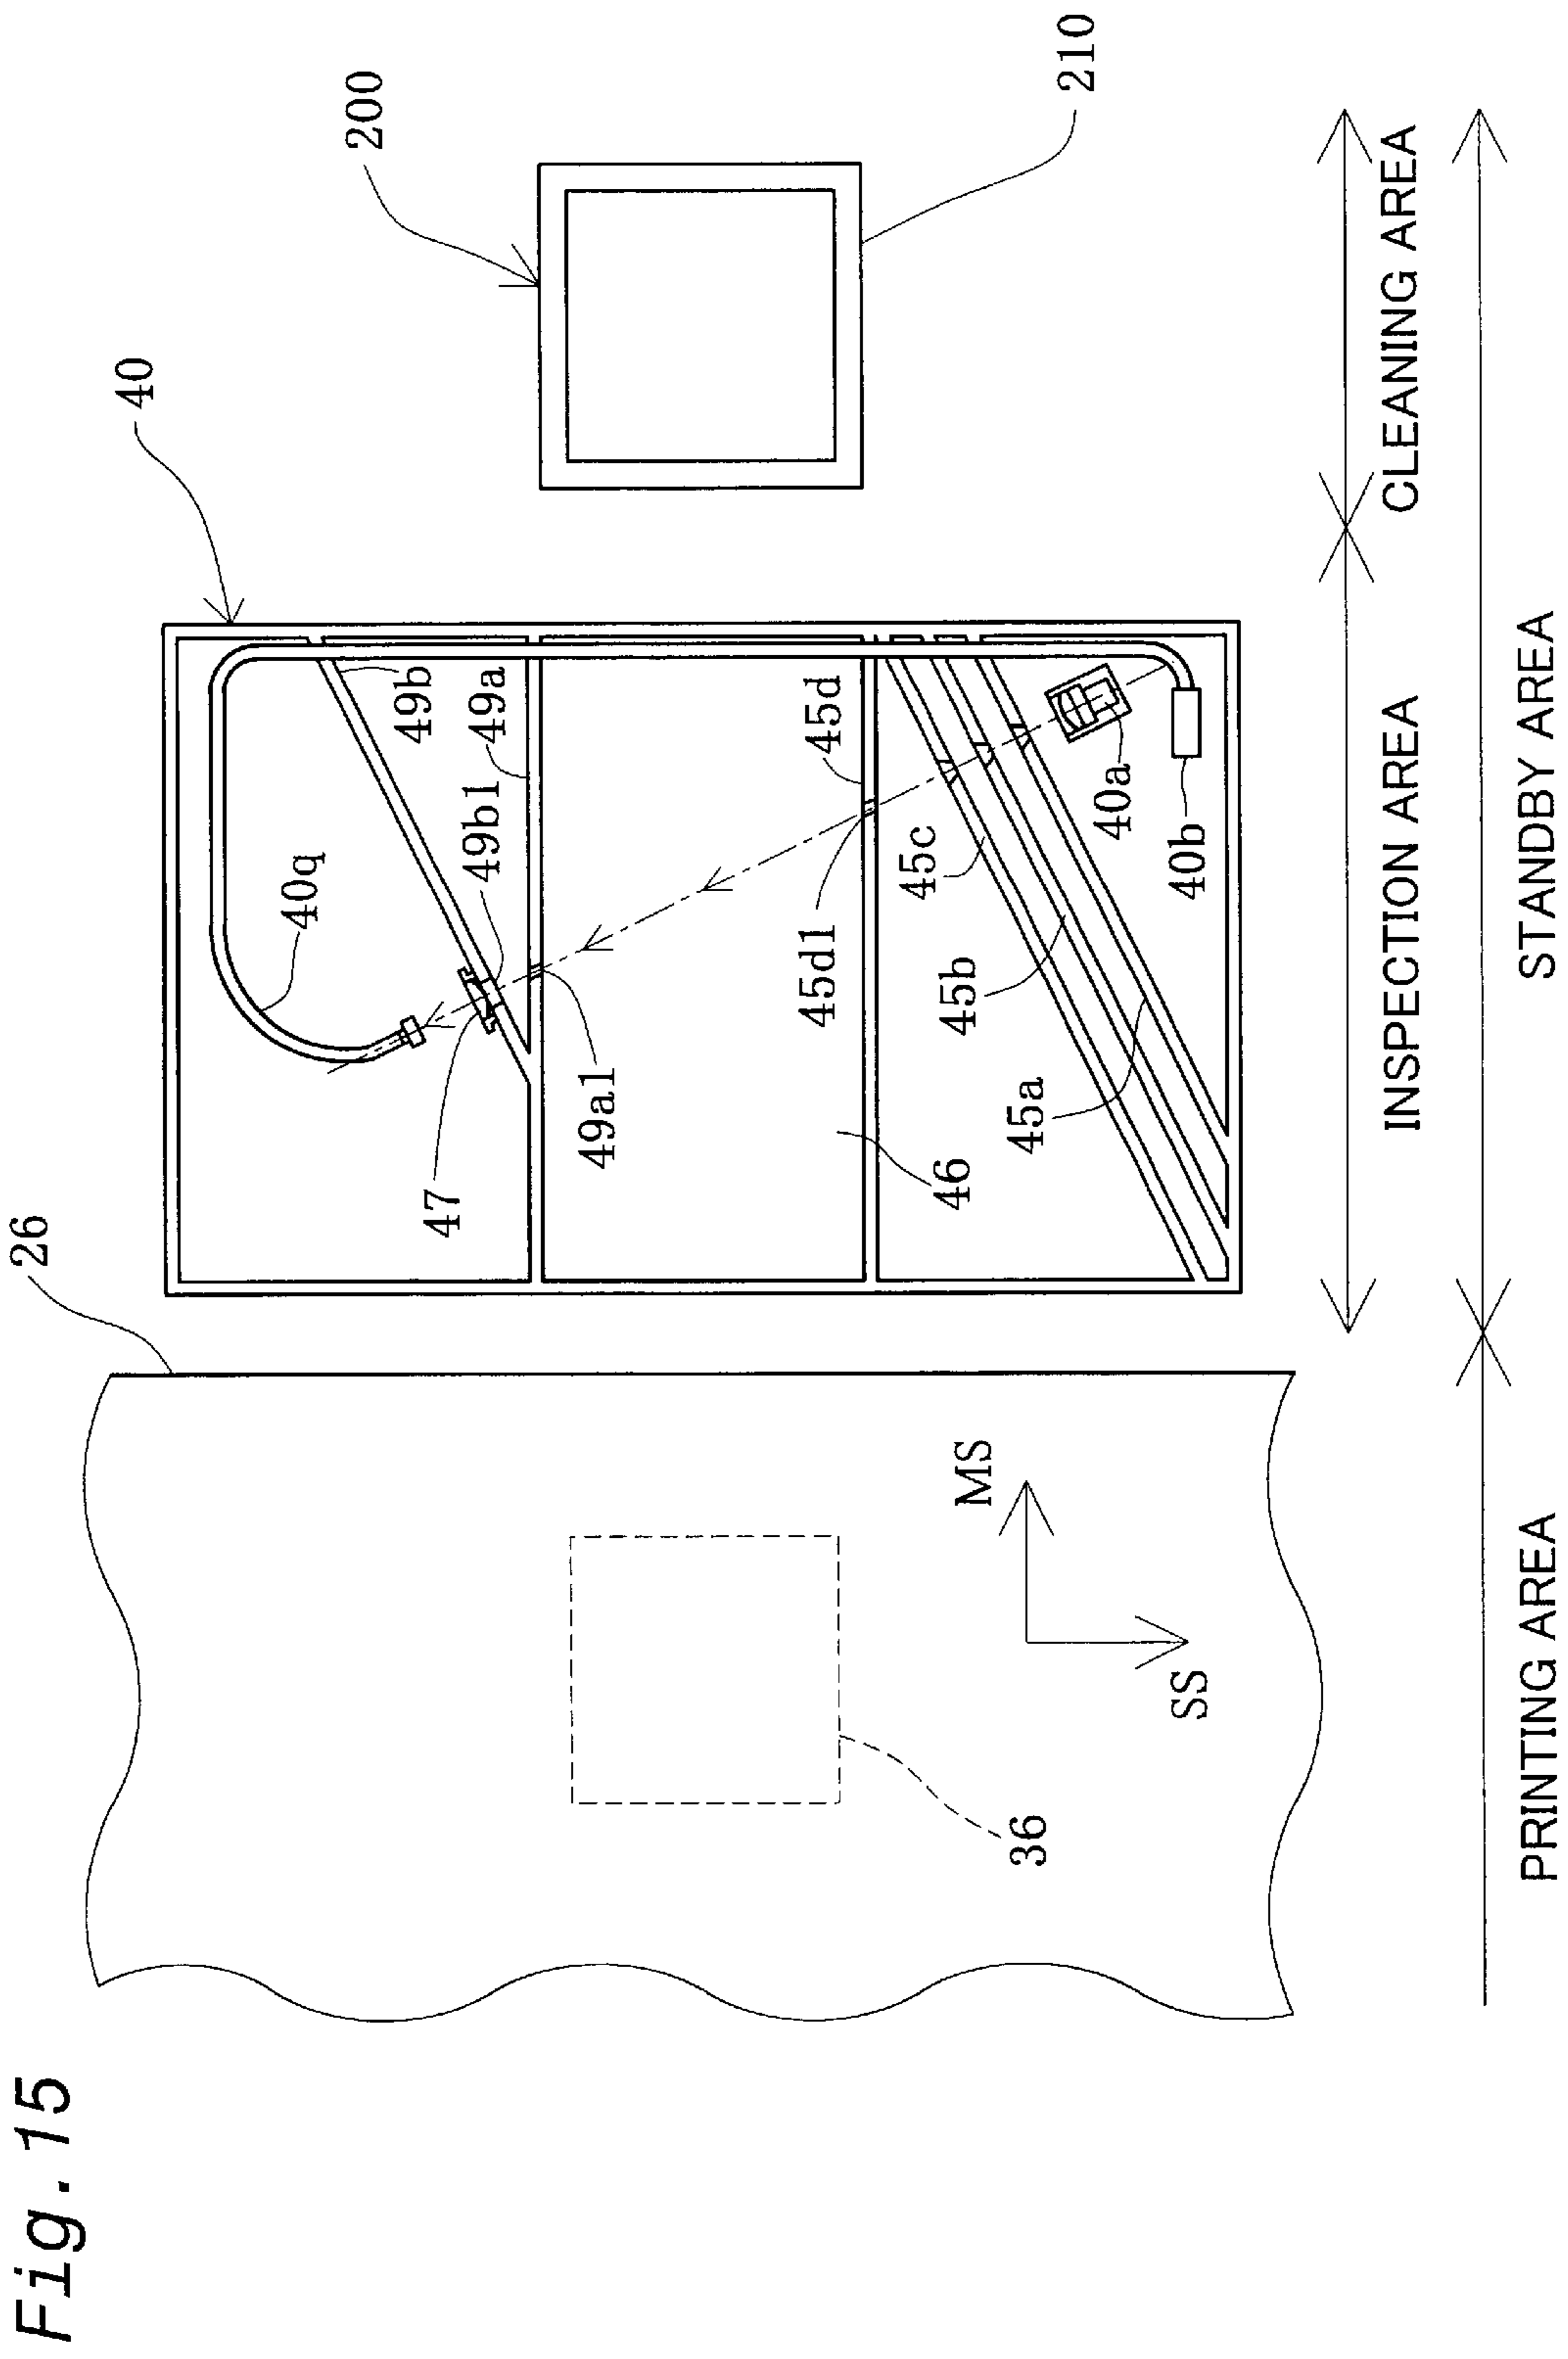 Fig.15
26
40
200
210
40q
49b
49a
49b1
47
49a1
45d
45d1
45c
45b
45a
46
40a
40b
36
MS
SS
INSPECTION AREA
CLEANING AREA
PRINTING AREA
STANDBY AREA